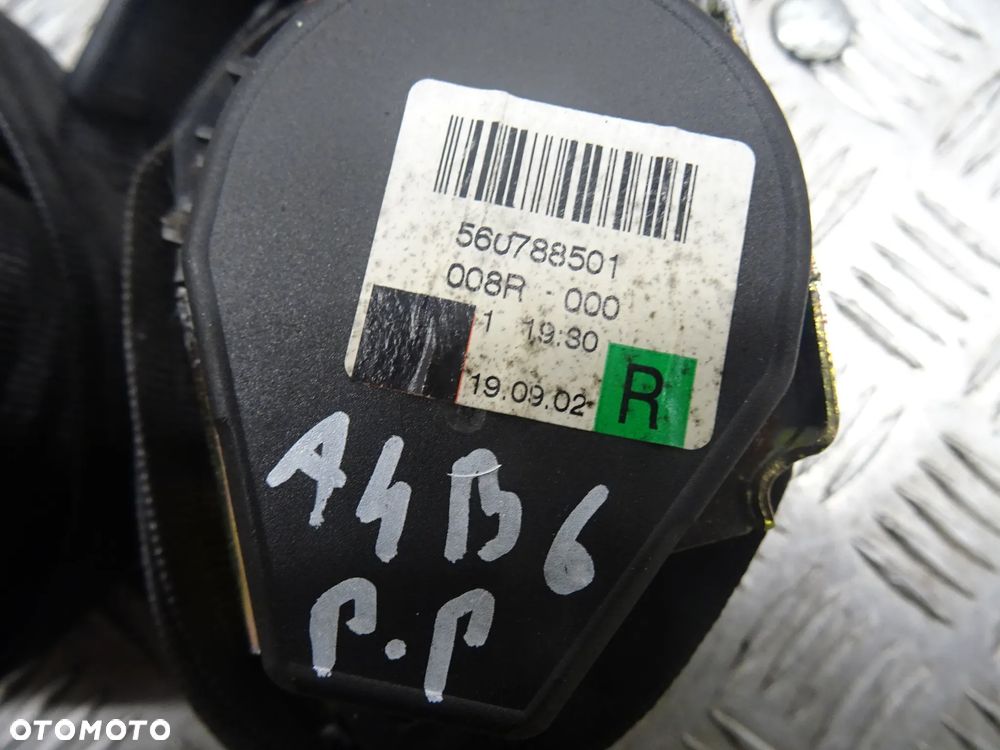 560788501
008R - 000
1 19:30
19.09.02 R
A4B6
P.P
OTOMOTO